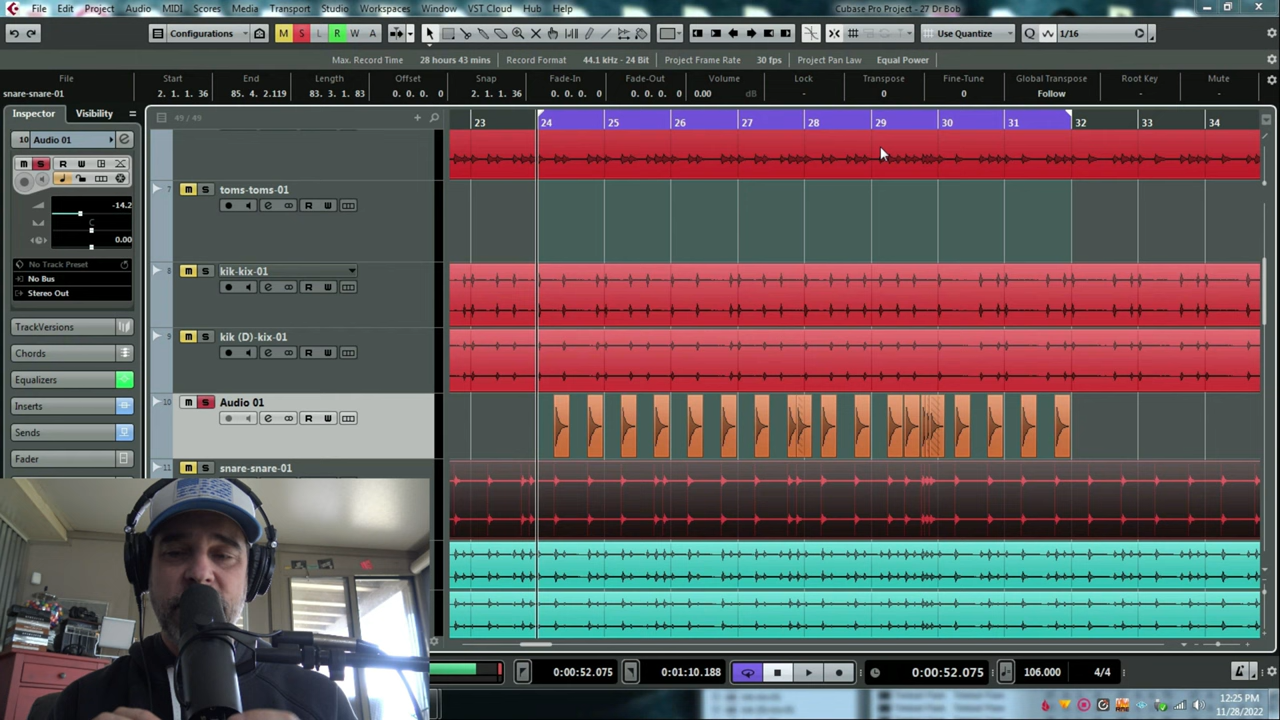 File Edit Project Audio MIDI Scores Media Transport Studio Workspaces Window VST Cloud Hub Help Cubase Pro Project - 27 Dr Bob
Configurations M S L R W A Use Quantize Q 1/16
Max. Record Time 28 hours 43 mins Record Format 44.1 kHz - 24 Bit Project Frame Rate 30 fps Project Pan Law Equal Power
File Start End Length Offset Snap Fade-In Fade-Out Volume Lock Transpose Fine-Tune Global Transpose Root Key Mute
snare-snare-01 2. 1. 1. 36 85. 4. 2.119 83. 3. 1. 83 0. 0. 0. 0 2. 1. 1. 36 0. 0. 0. 0 0. 0. 0. 0 0.00 dB - 0 0 Follow - -
Inspector Visibility 49 / 49
23 24 25 26 27 28 29 30 31 32 33 34
10 Audio 01 e
m S R W
-14.2
C
0.00
No Track Preset
No Bus
Stereo Out
TrackVersions
Chords
Equalizers
Inserts
Sends
Fader
7 m S toms-toms-01
e R W
8 m S kik-kix-01
e R W
9 m S kik (D)-kix-01
e R W
10 m S Audio 01
e R W
11 m S snare-snare-01
0:00:52.075 0:01:10.188 0:00:52.075 106.000 4/4
12:25 PM
11/28/2022